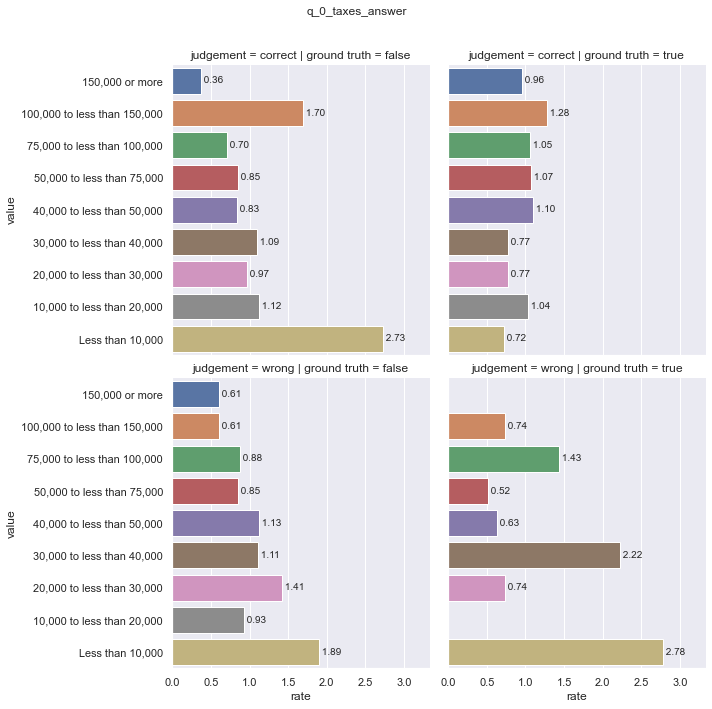 q_0_taxes_answer
judgement = correct | ground truth = false
judgement = correct | ground truth = true
value
150,000 or more
0.36
0.96
100,000 to less than 150,000
1.70
1.28
75,000 to less than 100,000
0.70
1.05
50,000 to less than 75,000
0.85
1.07
40,000 to less than 50,000
0.83
1.10
30,000 to less than 40,000
1.09
0.77
20,000 to less than 30,000
0.97
0.77
10,000 to less than 20,000
1.12
1.04
Less than 10,000
2.73
0.72
judgement = wrong | ground truth = false
judgement = wrong | ground truth = true
value
150,000 or more
0.61
100,000 to less than 150,000
0.61
0.74
75,000 to less than 100,000
0.88
1.43
50,000 to less than 75,000
0.85
0.52
40,000 to less than 50,000
1.13
0.63
30,000 to less than 40,000
1.11
2.22
20,000 to less than 30,000
1.41
0.74
10,000 to less than 20,000
0.93
Less than 10,000
1.89
2.78
0.0 0.5 1.0 1.5 2.0 2.5 3.0
0.0 0.5 1.0 1.5 2.0 2.5 3.0
rate
rate